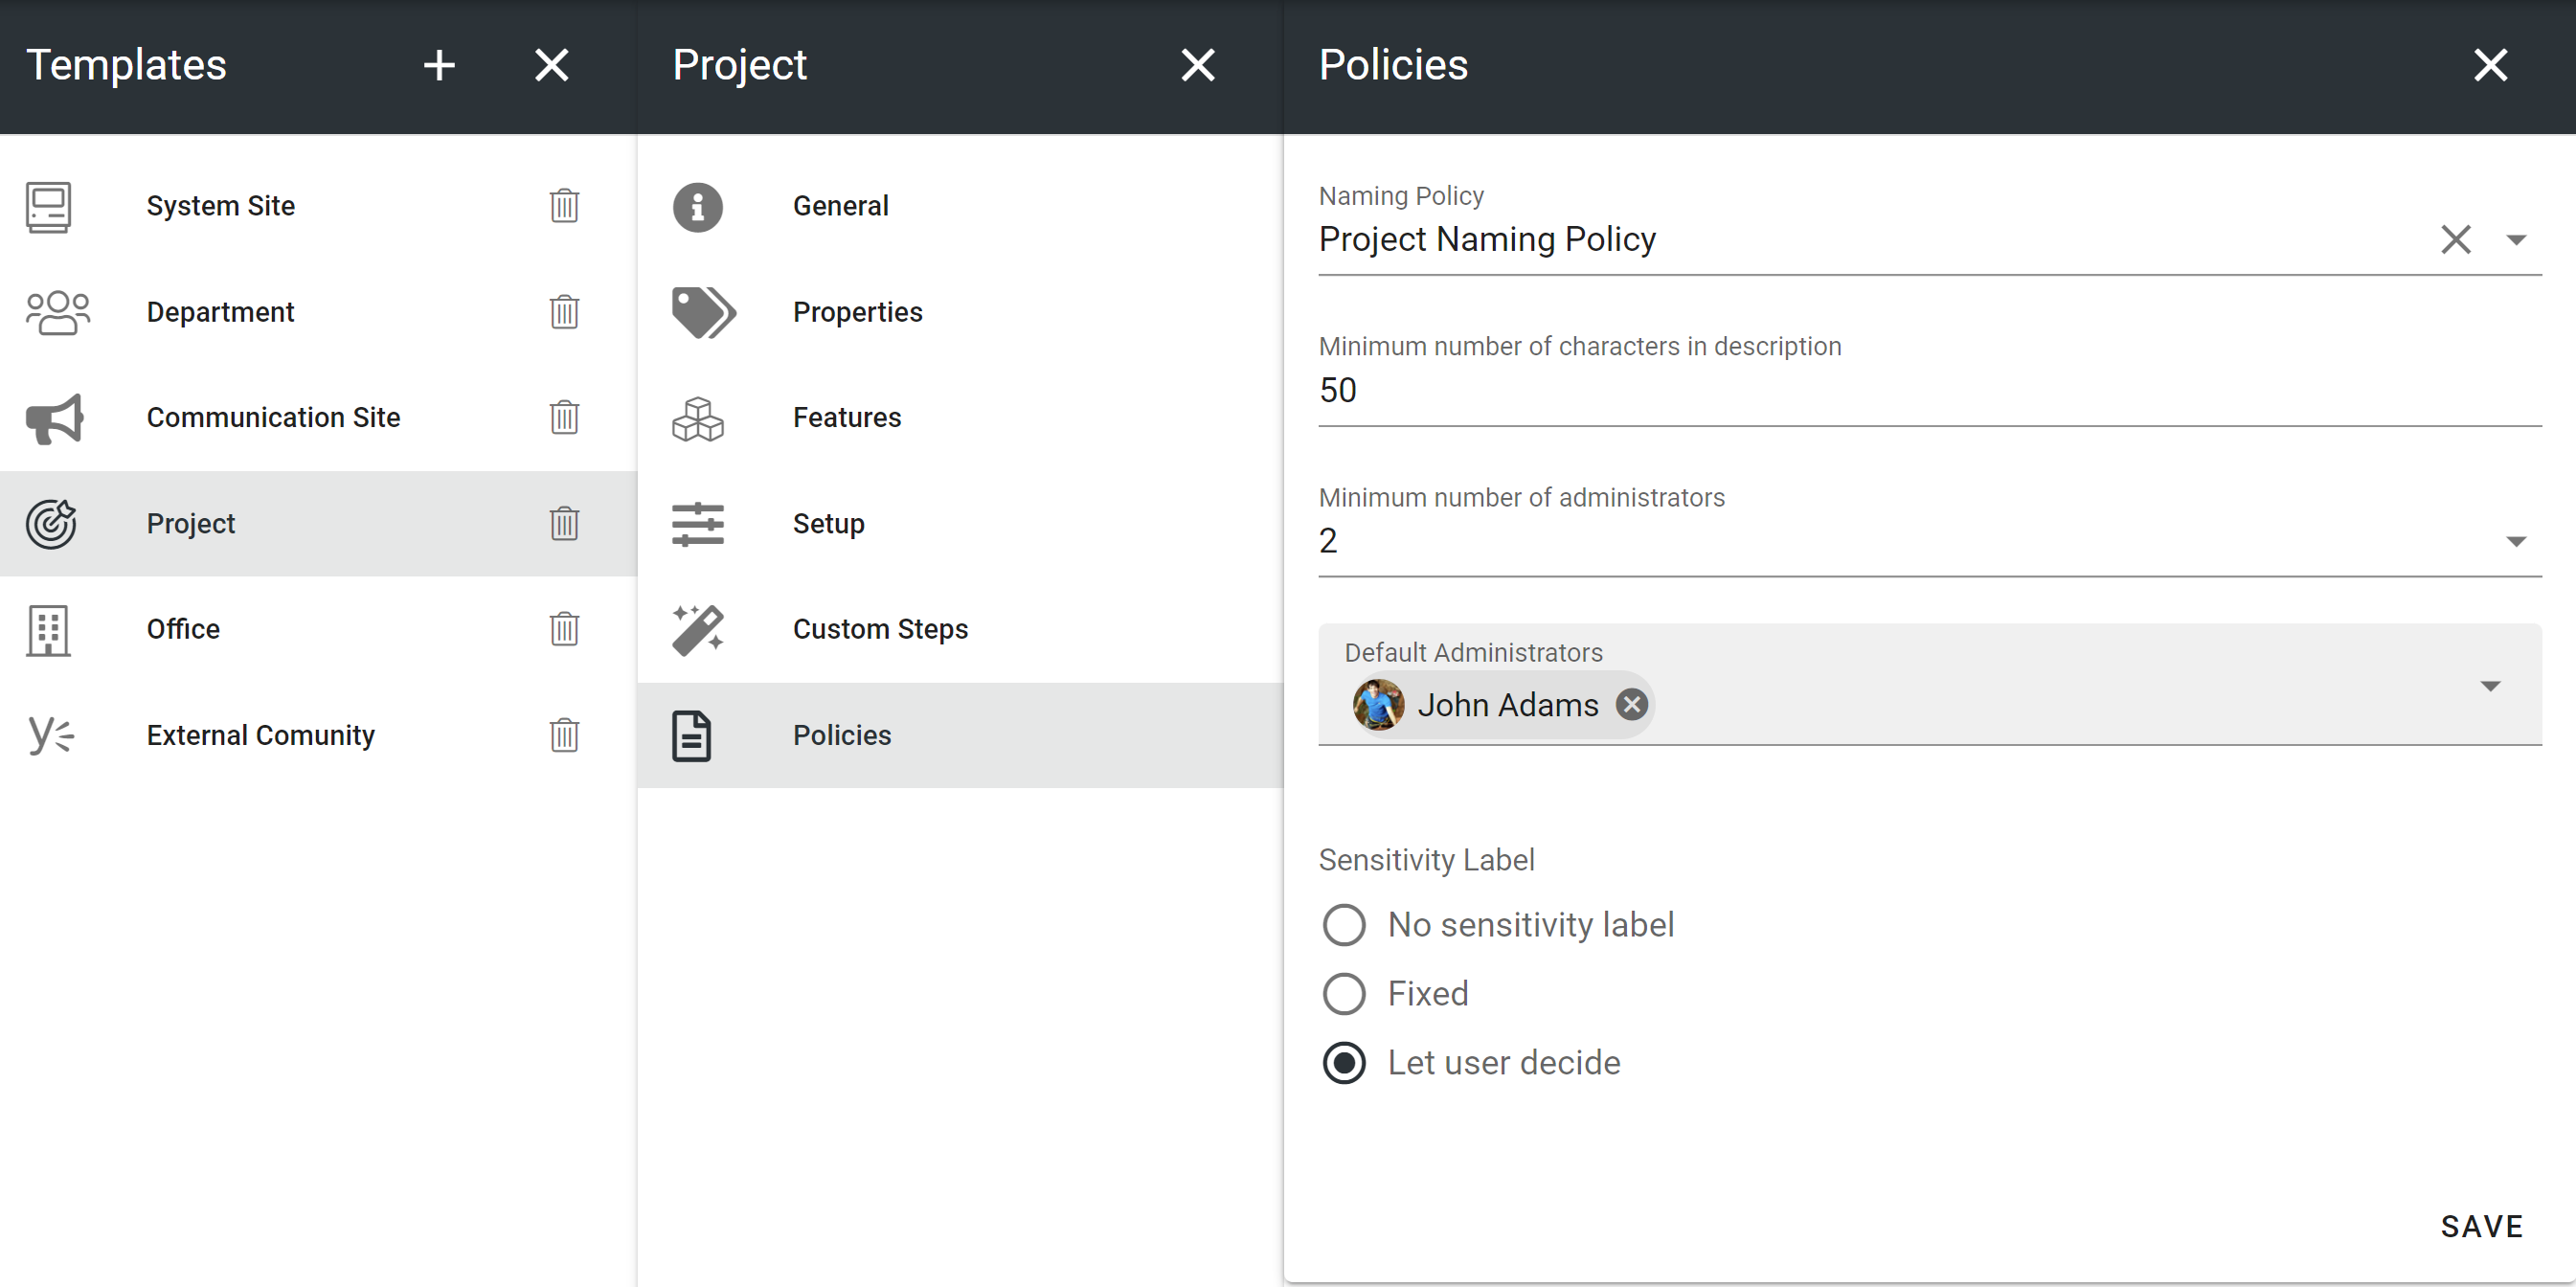 Templates
System Site
Department
Communication Site
Project
Office
External Comunity
Project
General
Properties
Features
Setup
Custom Steps
Policies
Policies
Naming Policy
Project Naming Policy
Minimum number of characters in description
50
Minimum number of administrators
2
Default Administrators
John Adams
Sensitivity Label
No sensitivity label
Fixed
Let user decide
SAVE